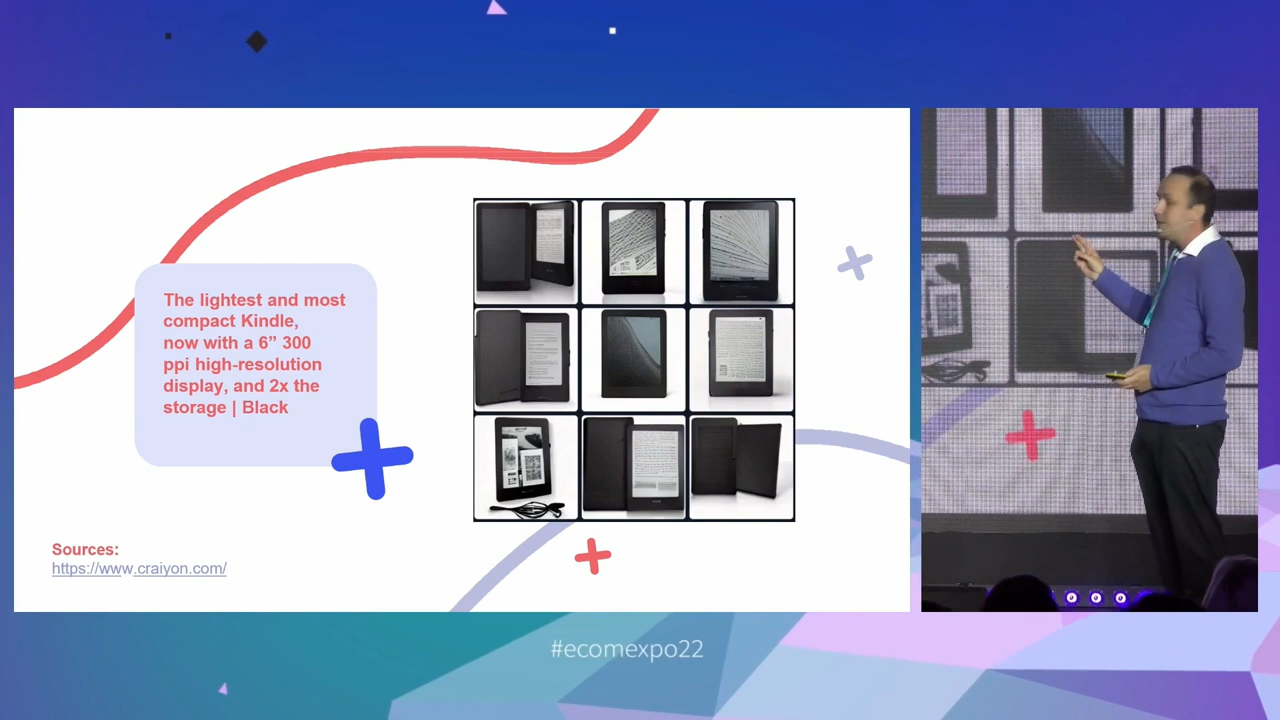 The lightest and most
compact Kindle,
now with a 6” 300
ppi high-resolution
display, and 2x the
storage | Black
Sources:
https://www.craiyon.com/
#ecomexpo22